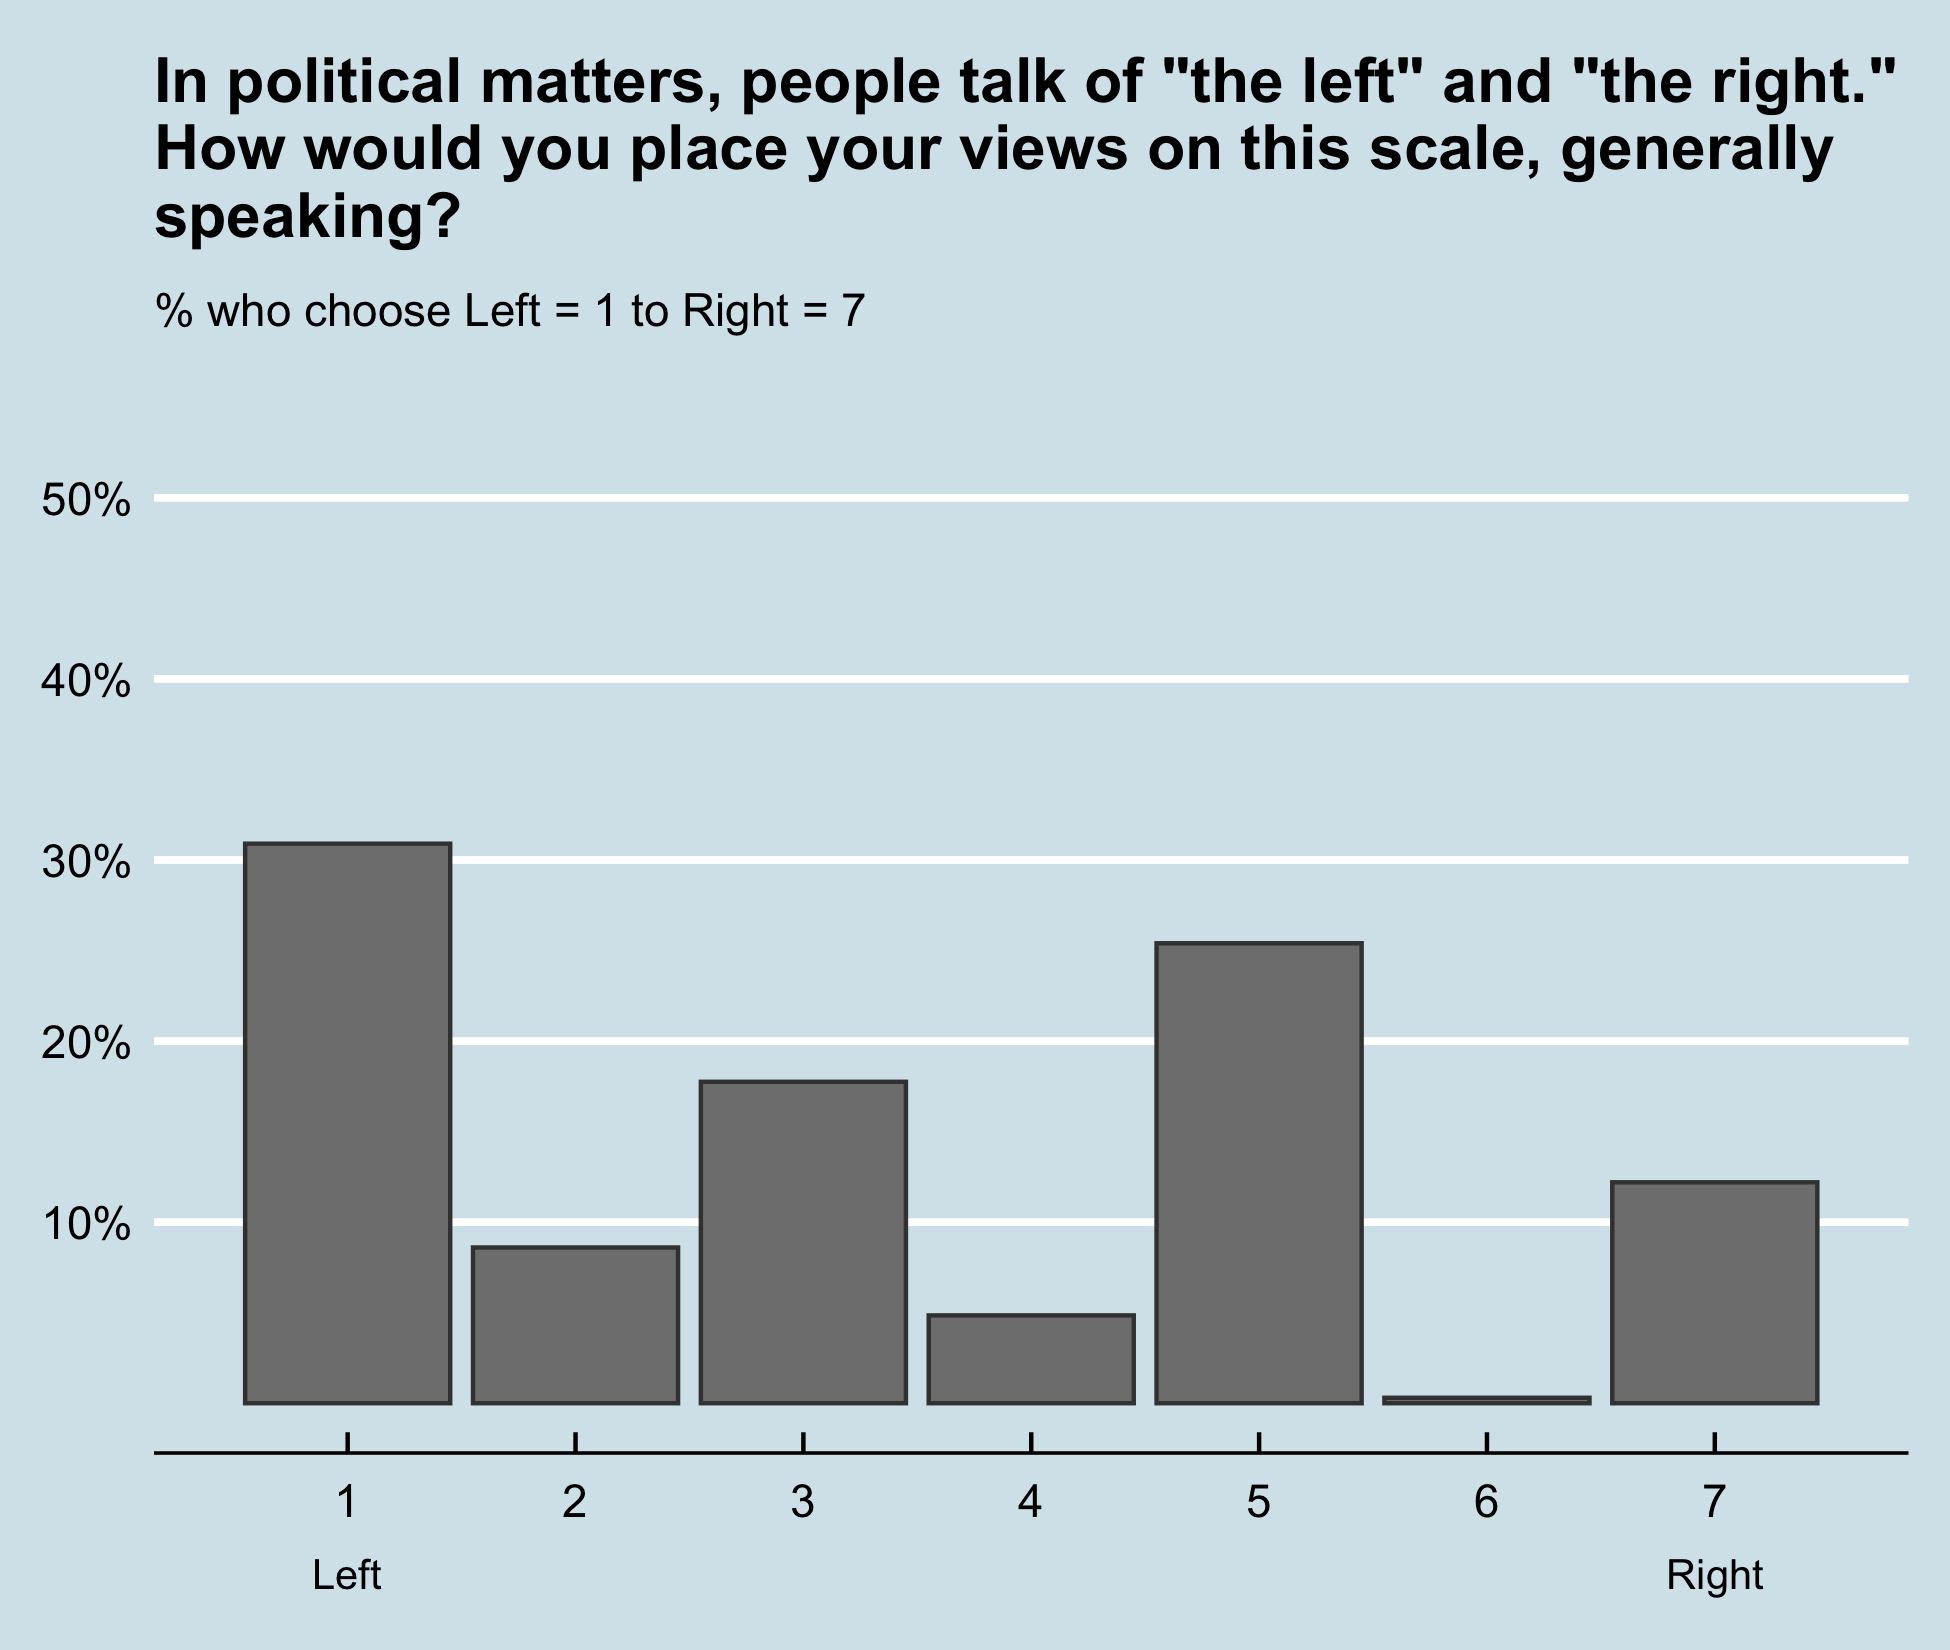 In political matters, people talk of "the left" and "the right."
How would you place your views on this scale, generally
speaking?
% who choose Left = 1 to Right = 7
50%
40%
30%
20%
10%
1 2 3 4 5 6 7
Left Right